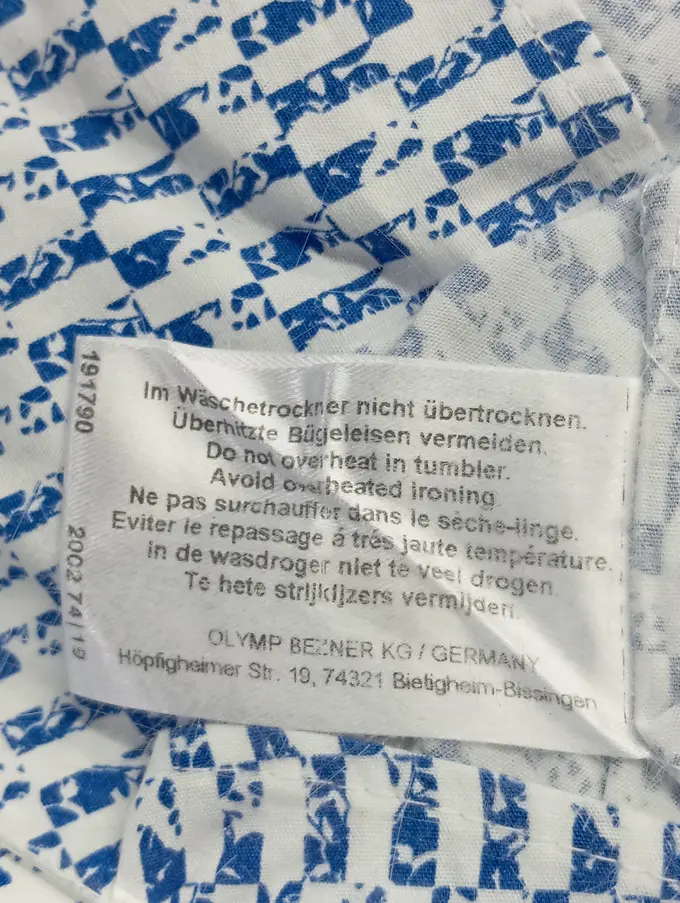 Im Wäschetrockner nicht übertrocknen.
Überhitzte Bügeleisen vermeiden.
Do not overheat in tumbler.
Avoid overheated ironing.
Ne pas surchauffer dans le sèche-linge.
Eviter le repassage à trés jaute température.
in de wasdroger niet te veel drogen.
Te hete strijkijzers vermijden.
OLYMP BEZNER KG / GERMANY
Höpfigheimer Str. 19, 74321 Bietigheim-Bissingen
191790
2002 74/19